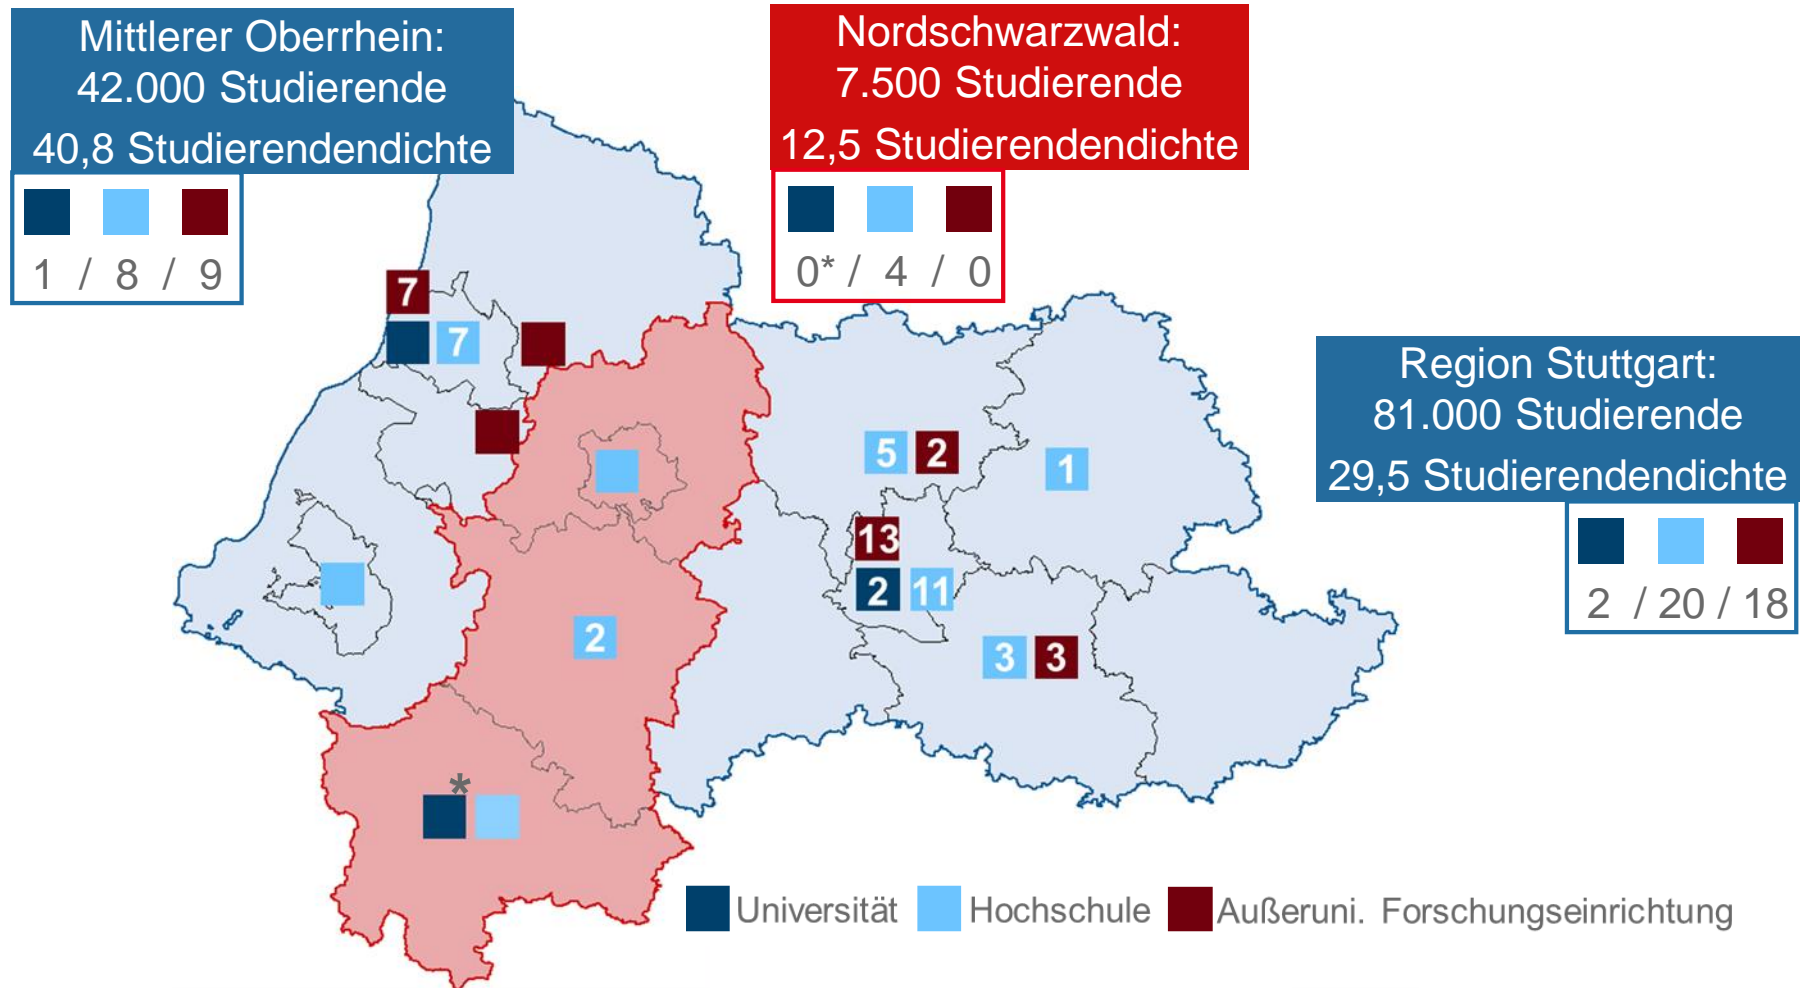 Mittlerer Oberrhein:
42.000 Studierende
40,8 Studierendendichte
1 / 8 / 9
Nordschwarzwald:
7.500 Studierende
12,5 Studierendendichte
0* / 4 / 0
Region Stuttgart:
81.000 Studierende
29,5 Studierendendichte
2 / 20 / 18
7
7
5 2
1
13
2 11
2
3 3
*
Universität Hochschule Außeruni. Forschungseinrichtung